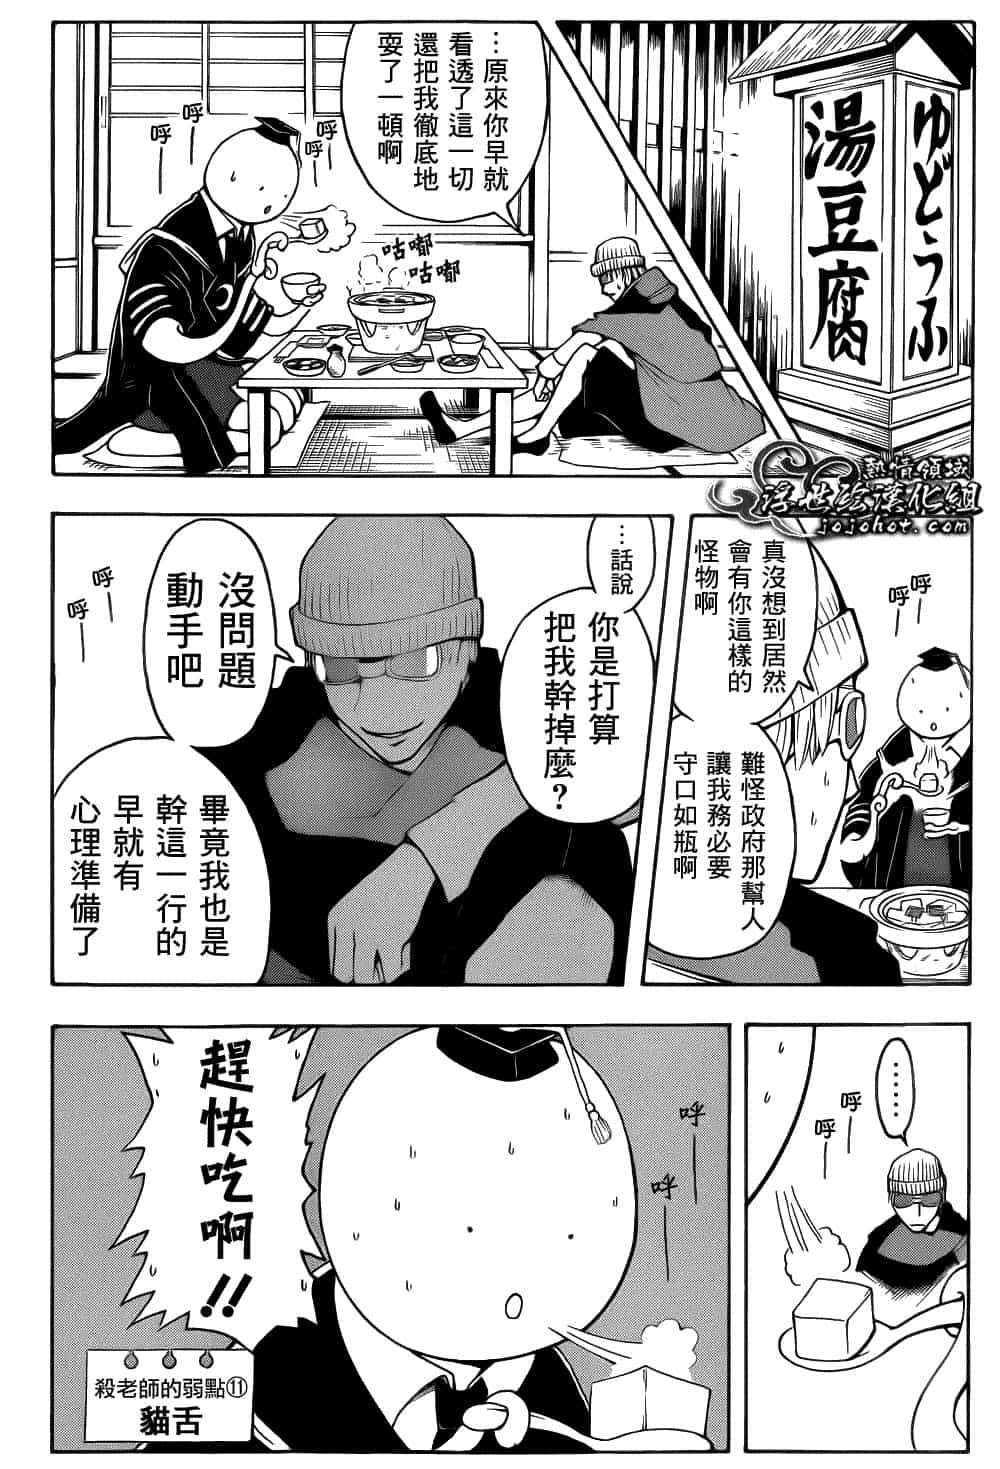 ゆどうふ
湯豆腐
…原來你早就
看透了這一切
還把我徹底地
耍了一頓啊
呼
呼
呼
呼
咕嘟
咕嘟
熱情領域
浮世绘漢化組
jojohot.com
真沒想到居然
會有你這樣的
怪物啊
難怪政府那幫人
讓我務必要
守口如瓶啊
呼
呼
…話說
你是打算
把我幹掉麼?
沒問題
動手吧
畢竟我也是
幹這一行的
早就有
心理準備了
呼
呼
………
呼
呼
呼
呼
趕快吃啊!!
殺老師的弱點⑪
貓舌